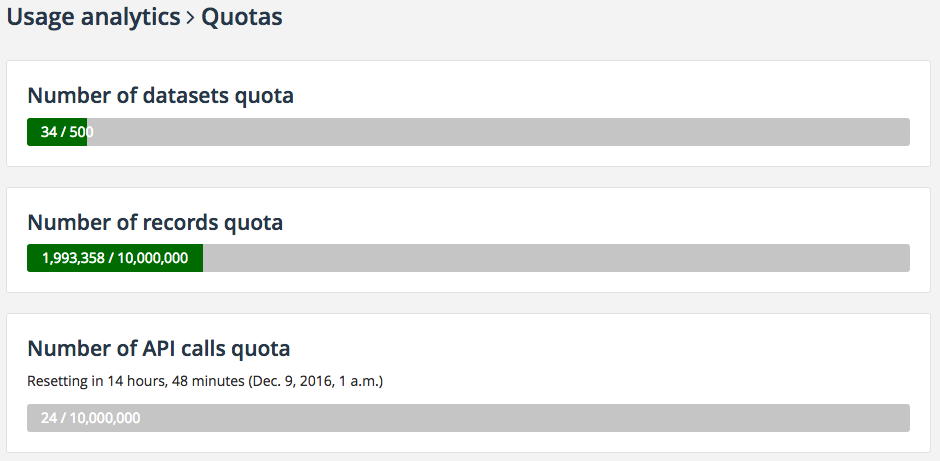 Usage analytics > Quotas
Number of datasets quota
34 / 500
Number of records quota
1,993,358 / 10,000,000
Number of API calls quota
Resetting in 14 hours, 48 minutes (Dec. 9, 2016, 1 a.m.)
24 / 10,000,000